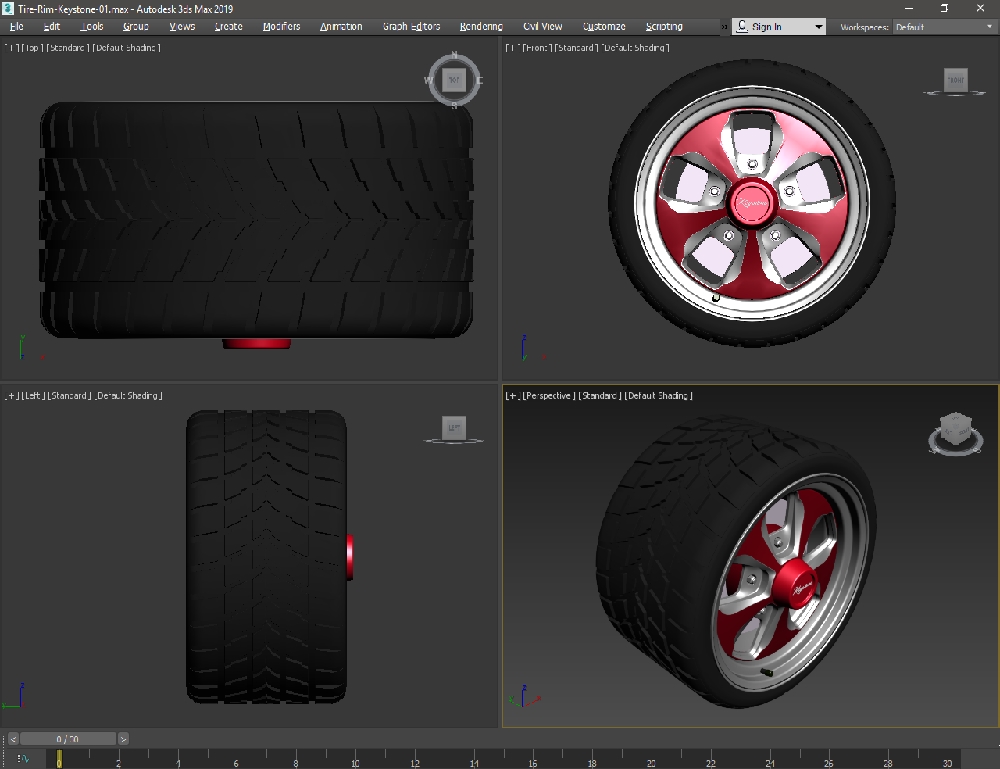 Tire-Rim-Keystone-01.max - Autodesk 3ds Max 2019
File Edit Tools Group Views Create Modifiers Animation Graph Editors Rendering Civil View Customize Scripting » Sign In Workspaces: Default
[+] [Top] [Standard] [Default Shading]
[+] [Front] [Standard] [Default Shading]
N
W TOP E
S
FRONT
Keystone
z
[+] [Left] [Standard] [Default Shading]
[+] [Perspective] [Standard] [Default Shading]
LEFT
Keystone
z
z
< 0 / 30 >
0 2 4 6 8 10 12 14 16 18 20 22 24 26 28 30